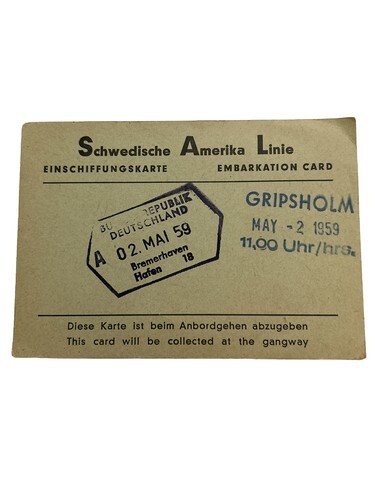 Schwedische Amerika Linie
EINSCHIFFUNGSKARTE EMBARKATION CARD
BUNDESREPUBLIK
DEUTSCHLAND
A 02. MAI 59
Bremerhaven
Hafen 18
GRIPSHOLM
MAY - 2 1959
11,00 Uhr/hrs.
Diese Karte ist beim Anbordgehen abzugeben
This card will be collected at the gangway